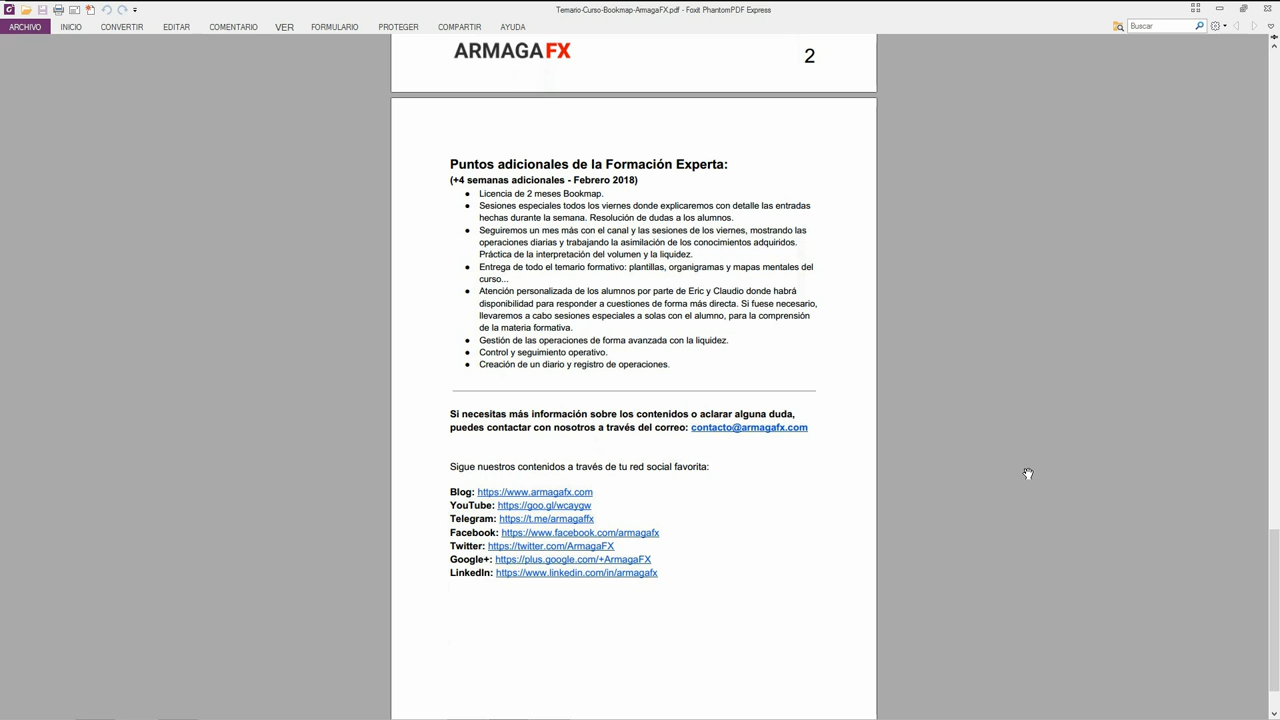 Temario-Curso-Bookmap-ArmagaFX.pdf - Foxit PhantomPDF Express
ARCHIVO INICIO CONVERTIR EDITAR COMENTARIO VER FORMULARIO PROTEGER COMPARTIR AYUDA Buscar
ARMAGAFX 2
Puntos adicionales de la Formación Experta:
(+4 semanas adicionales - Febrero 2018)
● Licencia de 2 meses Bookmap.
● Sesiones especiales todos los viernes donde explicaremos con detalle las entradas
hechas durante la semana. Resolución de dudas a los alumnos.
● Seguiremos un mes más con el canal y las sesiones de los viernes, mostrando las
operaciones diarias y trabajando la asimilación de los conocimientos adquiridos.
Práctica de la interpretación del volumen y la liquidez.
● Entrega de todo el temario formativo: plantillas, organigramas y mapas mentales del
curso...
● Atención personalizada de los alumnos por parte de Eric y Claudio donde habrá
disponibilidad para responder a cuestiones de forma más directa. Si fuese necesario,
llevaremos a cabo sesiones especiales a solas con el alumno, para la comprensión
de la materia formativa.
● Gestión de las operaciones de forma avanzada con la liquidez.
● Control y seguimiento operativo.
● Creación de un diario y registro de operaciones.
Si necesitas más información sobre los contenidos o aclarar alguna duda,
puedes contactar con nosotros a través del correo: contacto@armagafx.com
Sigue nuestros contenidos a través de tu red social favorita:
Blog: https://www.armagafx.com
YouTube: https://goo.gl/wcaygw
Telegram: https://t.me/armagaffx
Facebook: https://www.facebook.com/armagafx
Twitter: https://twitter.com/ArmagaFX
Google+: https://plus.google.com/+ArmagaFX
LinkedIn: https://www.linkedin.com/in/armagafx